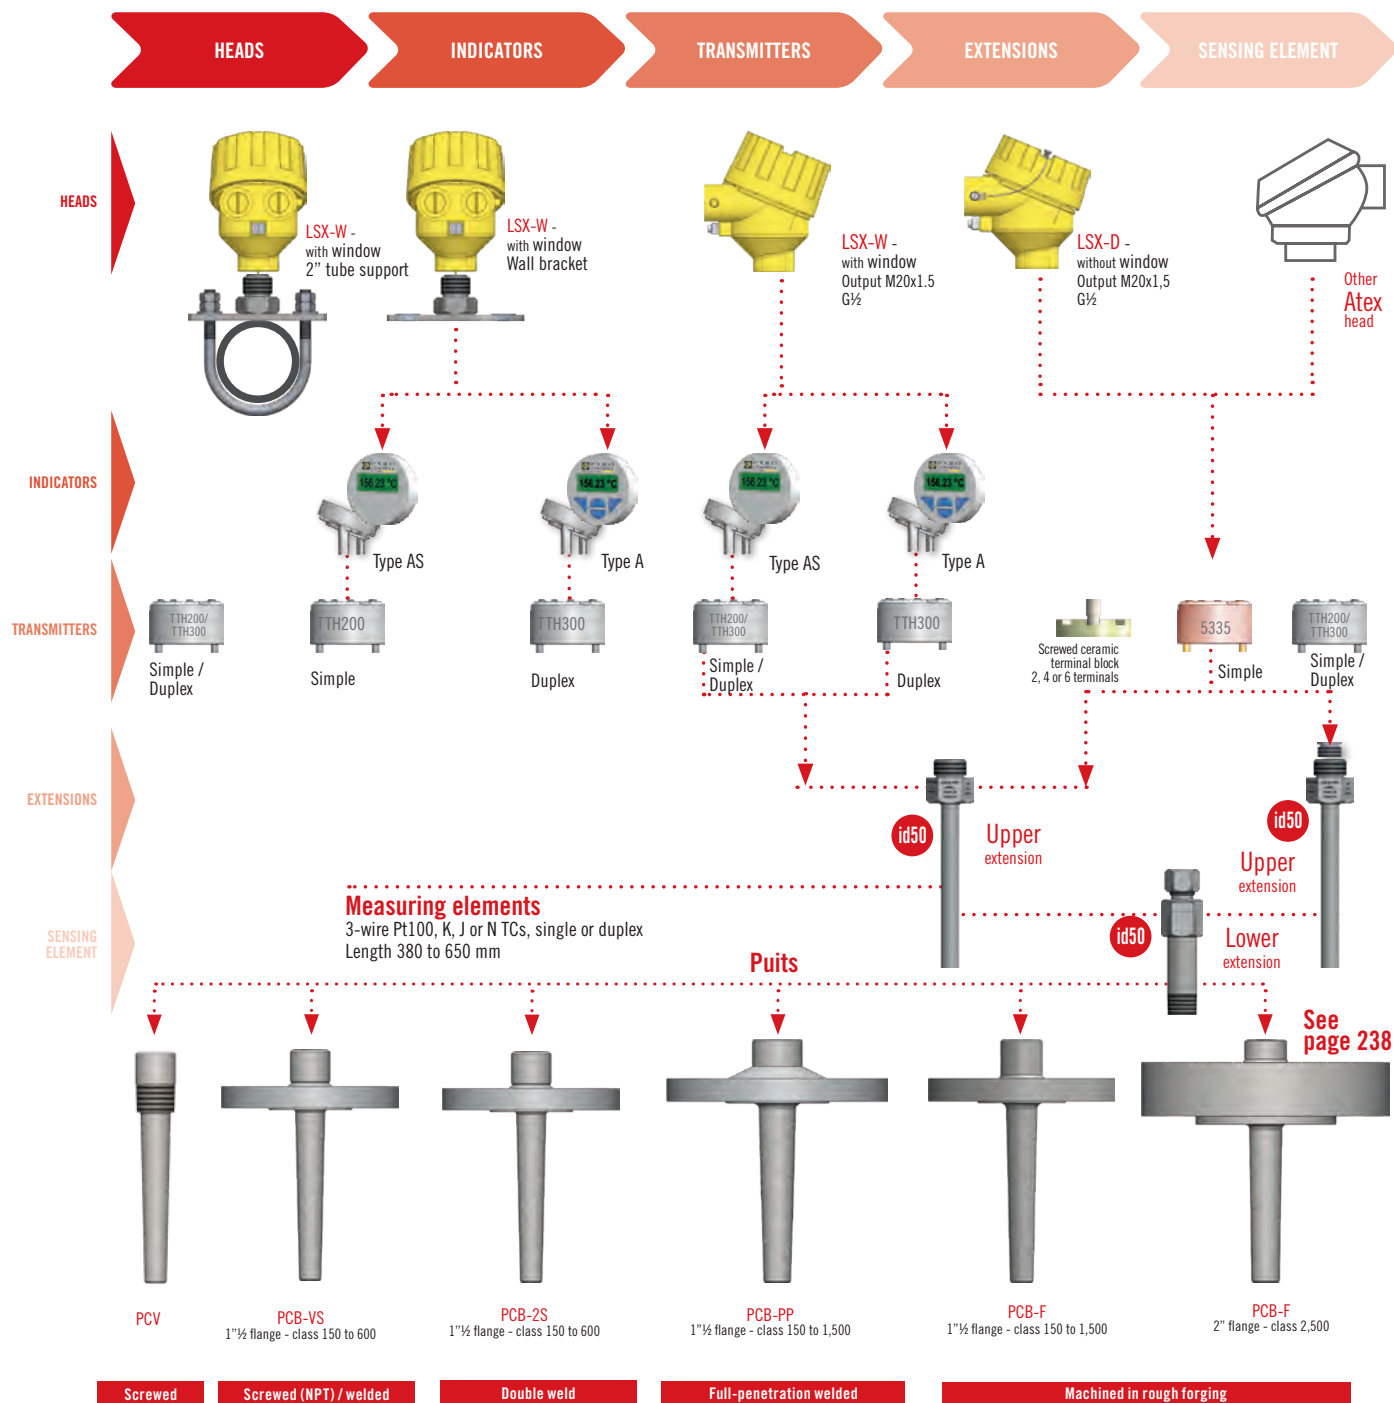 HEADS
INDICATORS
TRANSMITTERS
EXTENSIONS
SENSING ELEMENT
HEADS
LSX-W -
with window
2” tube support
LSX-W -
with window
Wall bracket
LSX-W -
with window
Output M20x1.5
G½
LSX-D -
without window
Output M20x1,5
G½
Other
Atex
head
INDICATORS
156.23 °C
Type AS
156.23 °C
Type A
156.23 °C
Type AS
156.23 °C
Type A
TRANSMITTERS
TTH200/
TTH300
Simple /
Duplex
TTH200
Simple
TTH300
Duplex
TTH200/
TTH300
Simple /
Duplex
TTH300
Duplex
Screwed ceramic
terminal block
2, 4 or 6 terminals
5335
Simple
TTH200/
TTH300
Simple /
Duplex
EXTENSIONS
id50
Upper
extension
id50
Upper
extension
SENSING
ELEMENT
Measuring elements
3-wire Pt100, K, J or N TCs, single or duplex
Length 380 to 650 mm
id50
Lower
extension
Puits
See
page 238
PCV
PCB-VS
1”½ flange - class 150 to 600
PCB-2S
1”½ flange - class 150 to 600
PCB-PP
1”½ flange - class 150 to 1,500
PCB-F
1”½ flange - class 150 to 1,500
PCB-F
2” flange - class 2,500
Screwed
Screwed (NPT) / welded
Double weld
Full-penetration welded
Machined in rough forging